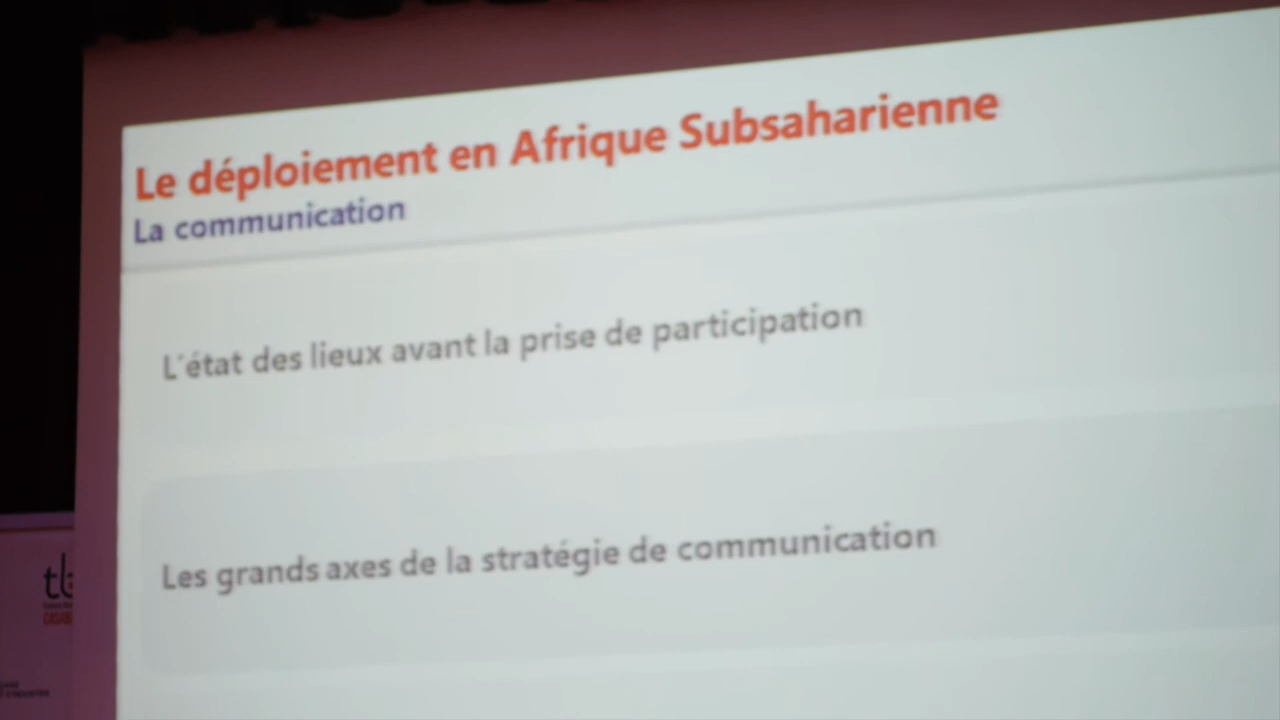 Le déploiement en Afrique Subsaharienne
La communication
L'état des lieux avant la prise de participation
Les grands axes de la stratégie de communication